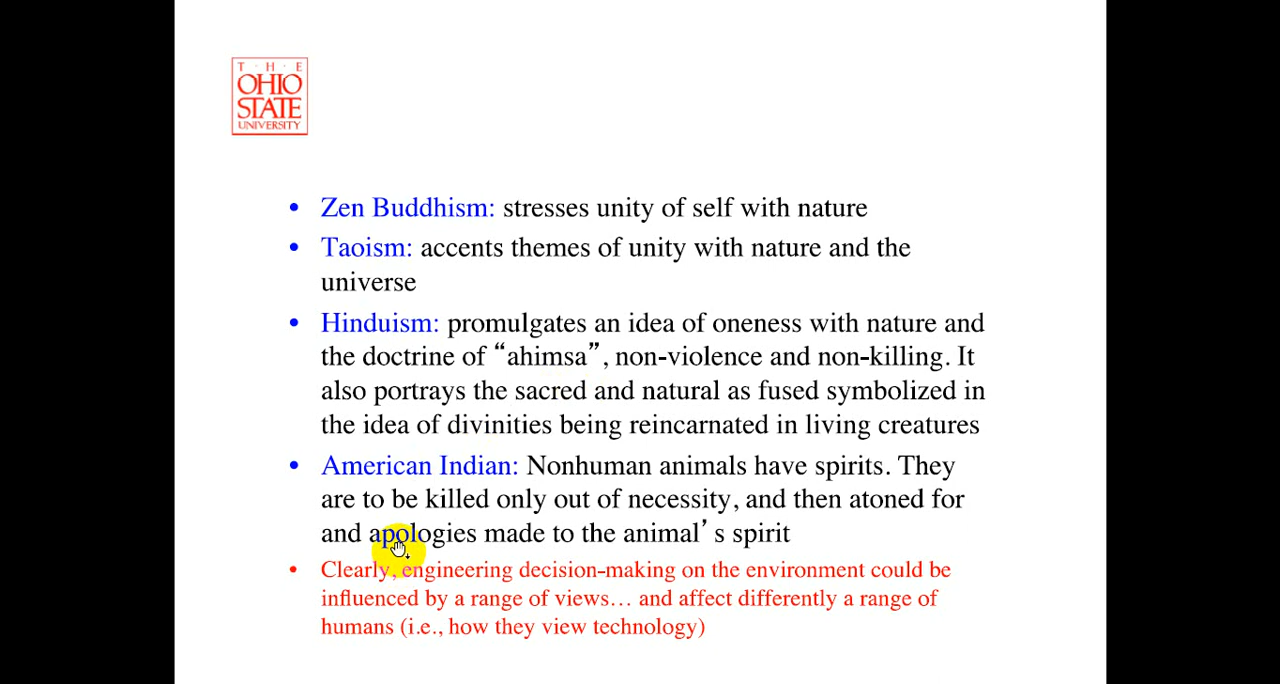 T · H · E
OHIO
STATE
UNIVERSITY
• Zen Buddhism: stresses unity of self with nature
• Taoism: accents themes of unity with nature and the
universe
• Hinduism: promulgates an idea of oneness with nature and
the doctrine of “ahimsa”, non-violence and non-killing. It
also portrays the sacred and natural as fused symbolized in
the idea of divinities being reincarnated in living creatures
• American Indian: Nonhuman animals have spirits. They
are to be killed only out of necessity, and then atoned for
and apologies made to the animal’s spirit
• Clearly, engineering decision-making on the environment could be
influenced by a range of views… and affect differently a range of
humans (i.e., how they view technology)